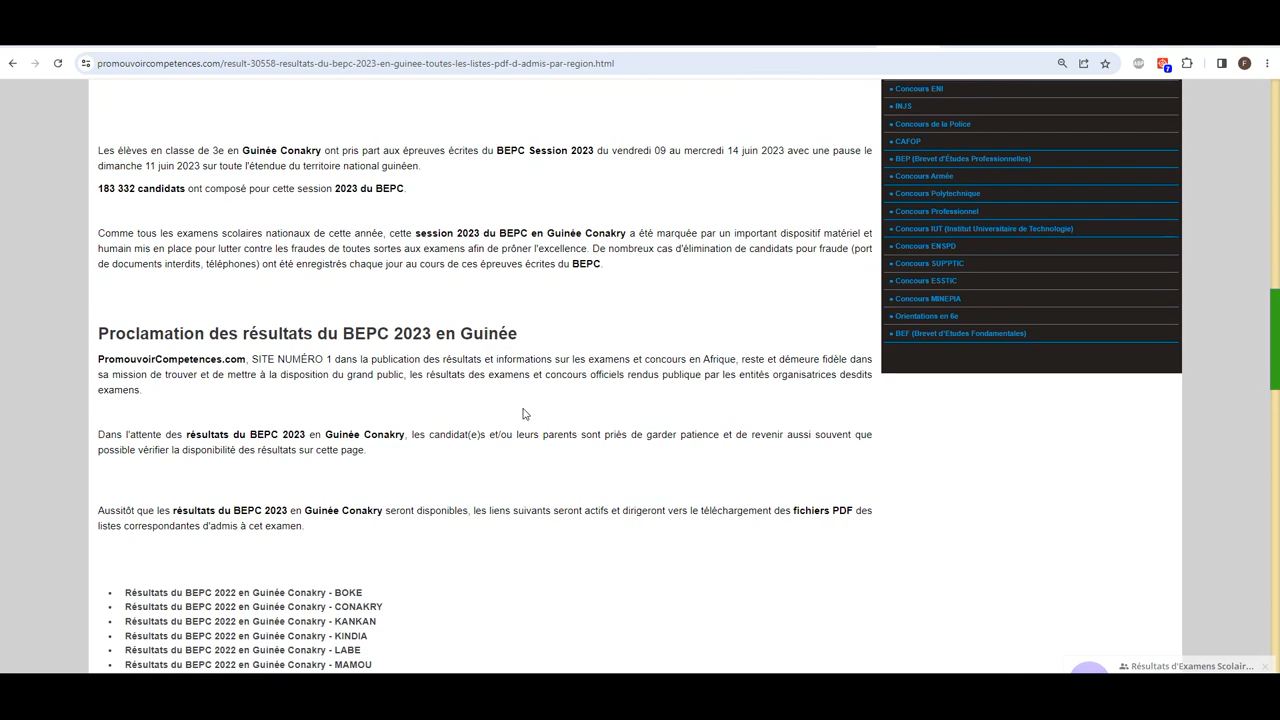 promouvoircompetences.com/result-30558-resultats-du-bepc-2023-en-guinee-toutes-les-listes-pdf-d-admis-par-region.html
ABP
7
F
Les élèves en classe de 3e en Guinée Conakry ont pris part aux épreuves écrites du BEPC Session 2023 du vendredi 09 au mercredi 14 juin 2023 avec une pause le
dimanche 11 juin 2023 sur toute l'étendue du territoire national guinéen.
183 332 candidats ont composé pour cette session 2023 du BEPC.
Comme tous les examens scolaires nationaux de cette année, cette session 2023 du BEPC en Guinée Conakry a été marquée par un important dispositif matériel et
humain mis en place pour lutter contre les fraudes de toutes sortes aux examens afin de prôner l'excellence. De nombreux cas d'élimination de candidats pour fraude (port
de documents interdits, téléphones) ont été enregistrés chaque jour au cours de ces épreuves écrites du BEPC.
Proclamation des résultats du BEPC 2023 en Guinée
PromouvoirCompetences.com, SITE NUMÉRO 1 dans la publication des résultats et informations sur les examens et concours en Afrique, reste et démeure fidèle dans
sa mission de trouver et de mettre à la disposition du grand public, les résultats des examens et concours officiels rendus publique par les entités organisatrices desdits
examens.
Dans l'attente des résultats du BEPC 2023 en Guinée Conakry, les candidat(e)s et/ou leurs parents sont priés de garder patience et de revenir aussi souvent que
possible vérifier la disponibilité des résultats sur cette page.
Aussitôt que les résultats du BEPC 2023 en Guinée Conakry seront disponibles, les liens suivants seront actifs et dirigeront vers le téléchargement des fichiers PDF des
listes correspondantes d'admis à cet examen.
• Résultats du BEPC 2022 en Guinée Conakry - BOKE
• Résultats du BEPC 2022 en Guinée Conakry - CONAKRY
• Résultats du BEPC 2022 en Guinée Conakry - KANKAN
• Résultats du BEPC 2022 en Guinée Conakry - KINDIA
• Résultats du BEPC 2022 en Guinée Conakry - LABE
• Résultats du BEPC 2022 en Guinée Conakry - MAMOU
• Concours ENI
• INJS
• Concours de la Police
• CAFOP
• BEP (Brevet d'Études Professionnelles)
• Concours Armée
• Concours Polytechnique
• Concours Professionnel
• Concours IUT (Institut Universitaire de Technologie)
• Concours ENSPD
• Concours SUP'PTIC
• Concours ESSTIC
• Concours MINEPIA
• Orientations en 6e
• BEF (Brevet d'Etudes Fondamentales)
Résultats d'Examens Scolair...